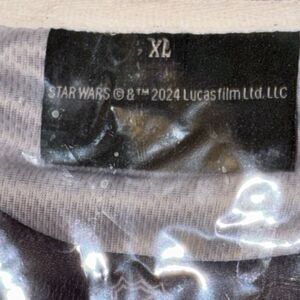 XL
STAR WARS © & ™ 2024 Lucasfilm Ltd. LLC